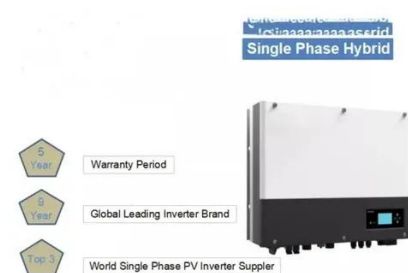 Single Phase Hybrid
5
Year
Warranty Period
9
Year
Global Leading Inverter Brand
Top 3
World Single Phase PV Inverter Suppler